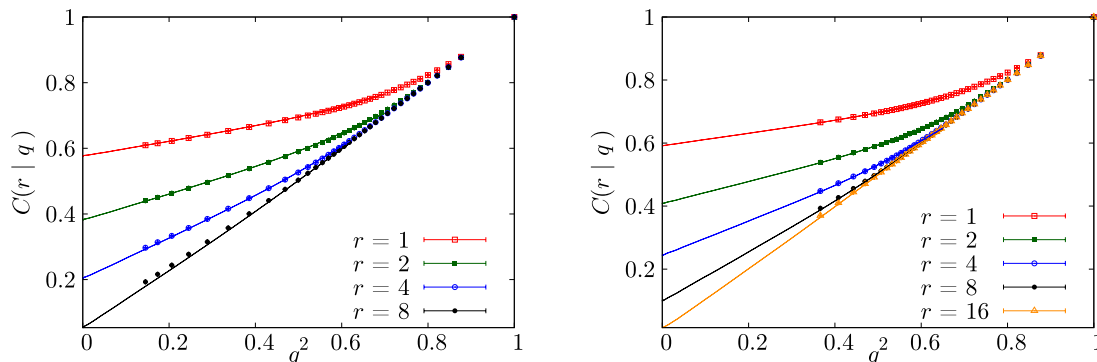 1
0.8
0.6
0.4
0.2
C(r | q)
0 0.2 0.4 0.6 0.8 1
q²
r = 1
r = 2
r = 4
r = 8
1
0.8
0.6
0.4
0.2
C(r | q)
0 0.2 0.4 0.6 0.8 1
q²
r = 1
r = 2
r = 4
r = 8
r = 16